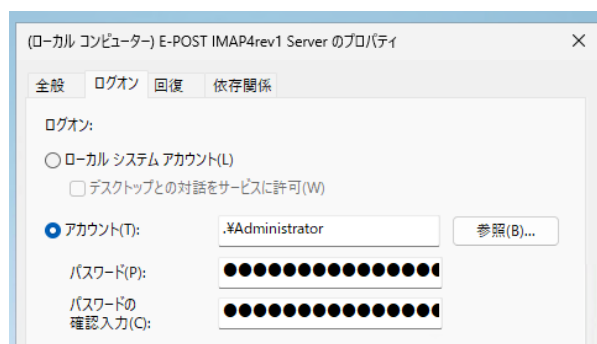 (ローカル コンピューター) E-POST IMAP4rev1 Server のプロパティ
全般 ログオン 回復 依存関係
ログオン:
ローカル システム アカウント(L)
デスクトップとの対話をサービスに許可(W)
アカウント(T): .¥Administrator 参照(B)...
パスワード(P): ●●●●●●●●●●●●●●●
パスワードの
確認入力(C): ●●●●●●●●●●●●●●●